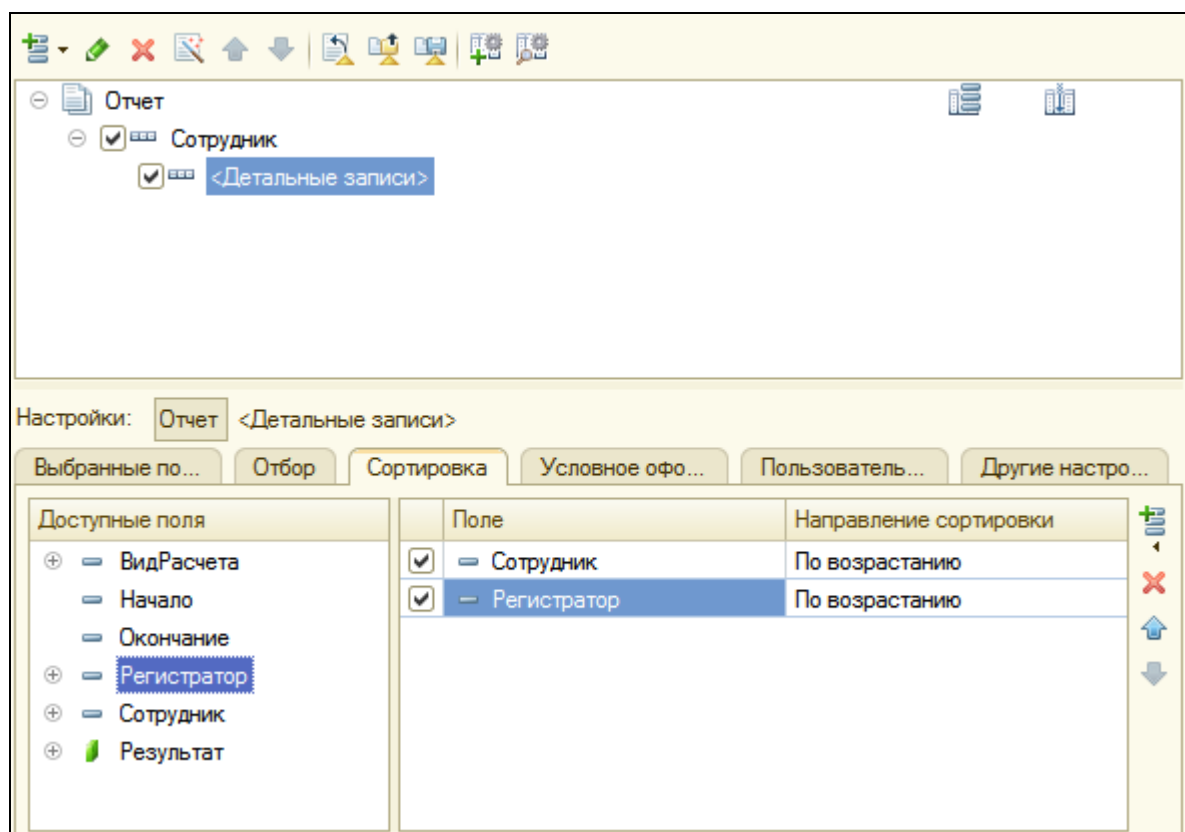 Отчет
Сотрудник
<Детальные записи>
Настройки: Отчет <Детальные записи>
Выбранные по... Отбор Сортировка Условное офо... Пользователь... Другие настро...
Доступные поля Поле Направление сортировки
ВидРасчета Сотрудник По возрастанию
Начало Регистратор По возрастанию
Окончание
Регистратор
Сотрудник
Результат